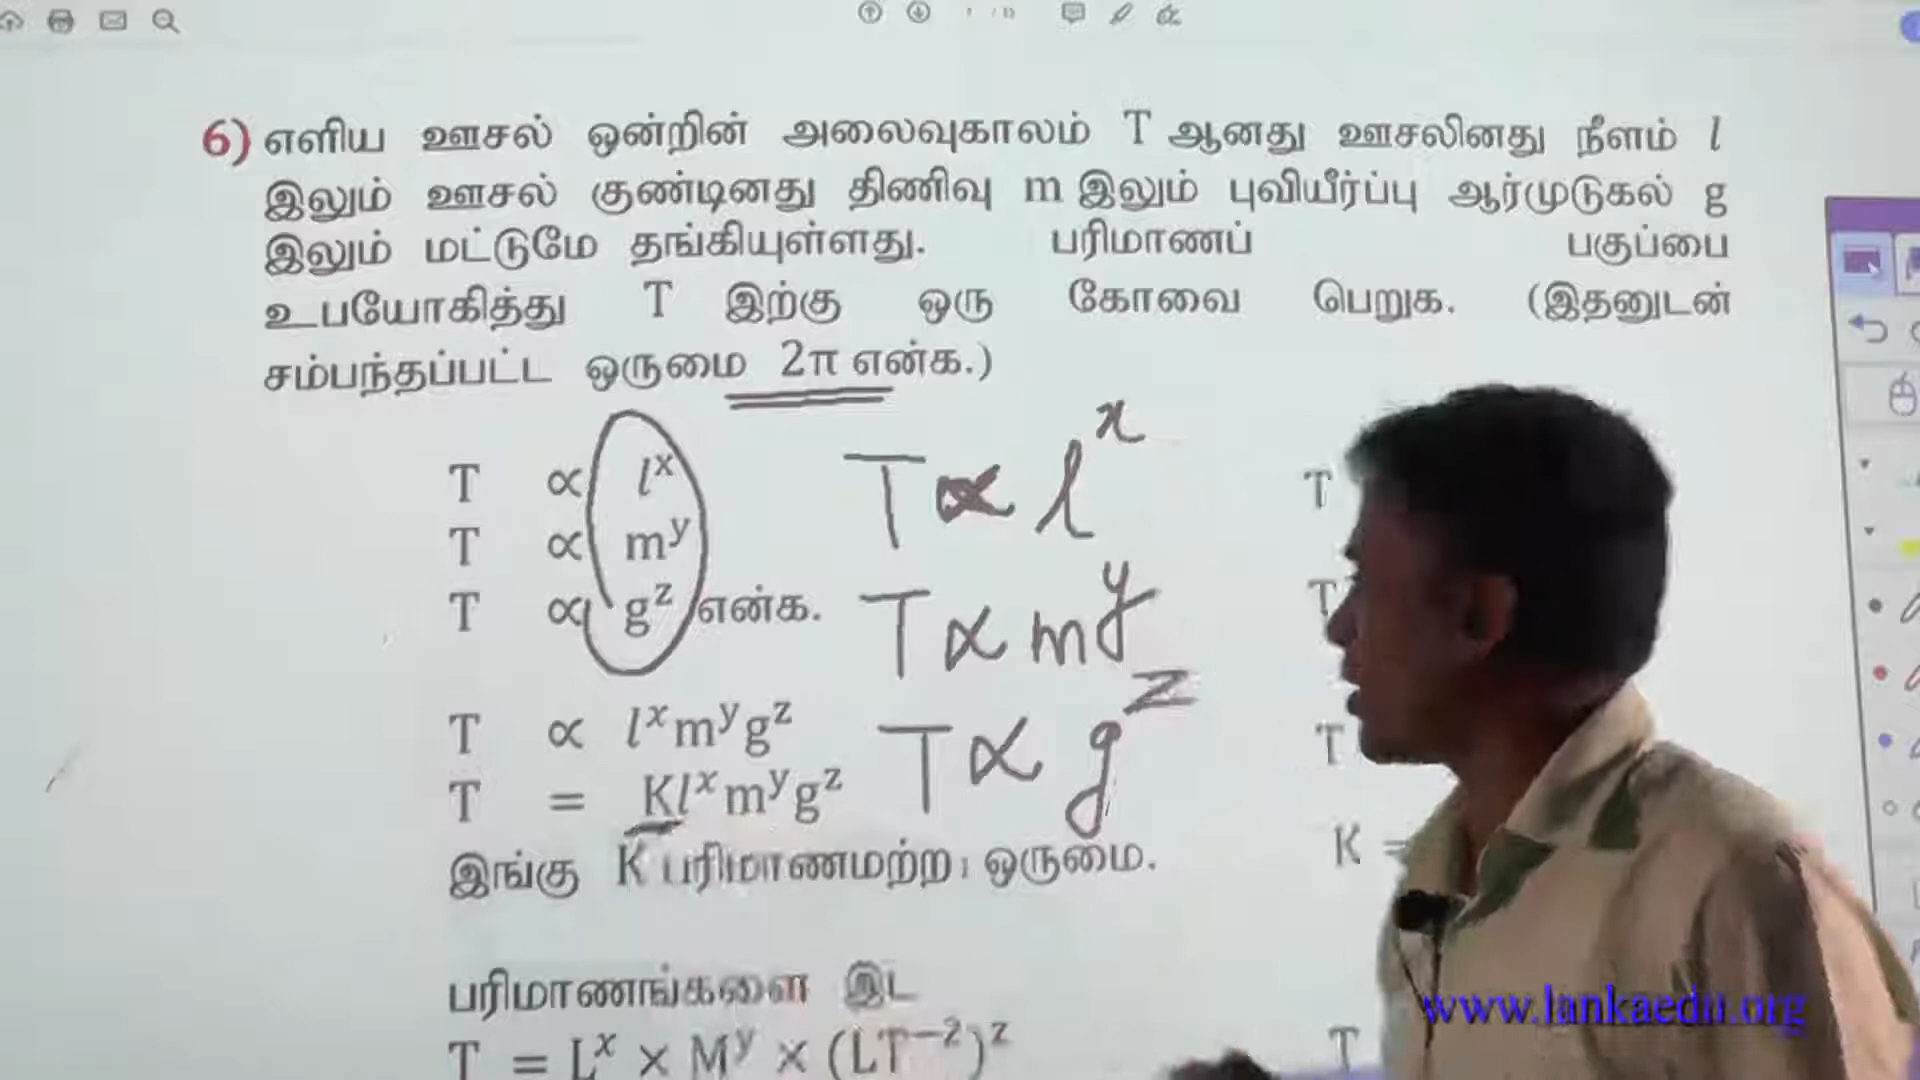 6) எளிய ஊசல் ஒன்றின் அலைவுகாலம் T ஆனது ஊசலினது நீளம் l
இலும் ஊசல் குண்டினது திணிவு m இலும் புவியீர்ப்பு ஆர்முடுகல் g
இலும் மட்டுமே தங்கியுள்ளது. பரிமாணப் பகுப்பை
உபயோகித்து T இற்கு ஒரு கோவை பெறுக. (இதனுடன்
சம்பந்தப்பட்ட ஒருமை 2π என்க.)
T ∝ l^x
T ∝ m^y
T ∝ g^z என்க.
T ∝ l^x m^y g^z
T = K l^x m^y g^z
இங்கு K பரிமாணமற்ற ஒருமை.
பரிமாணங்களை இட
T = L^x × M^y × (LT^-2)^z
T ∝ l^x
T ∝ m^y
T ∝ g^z
T
T
T
K =
T
www.lankaedu.org